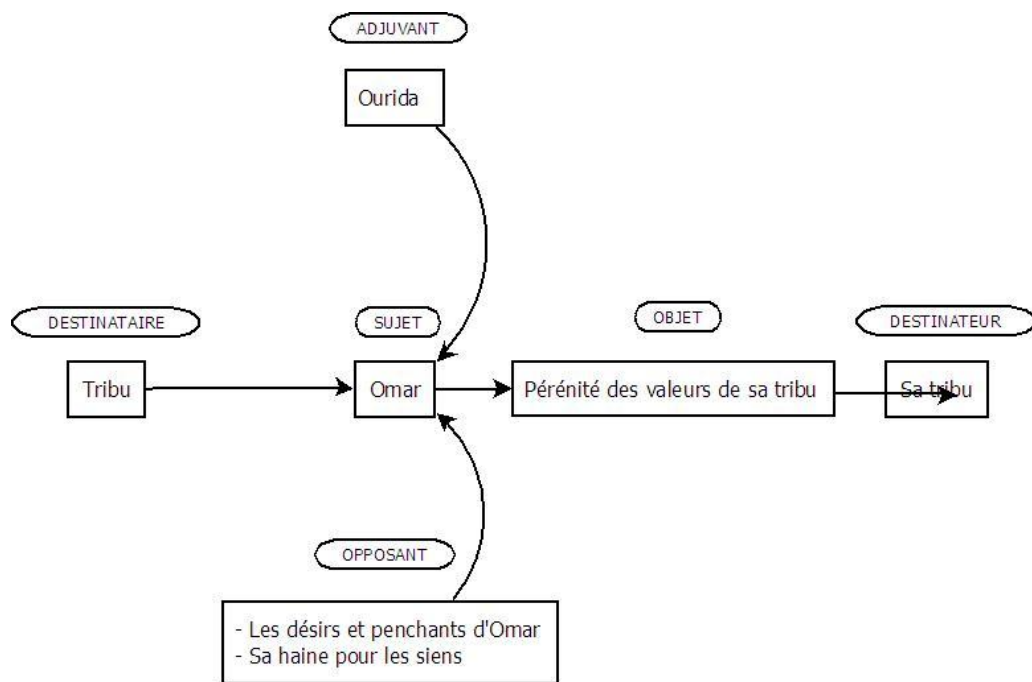 ADJUVANT
Ourida
DESTINATAIRE
SUJET
OBJET
DESTINATEUR
Tribu
Omar
Pérénité des valeurs de sa tribu
Sa tribu
OPPOSANT
- Les désirs et penchants d'Omar
- Sa haine pour les siens